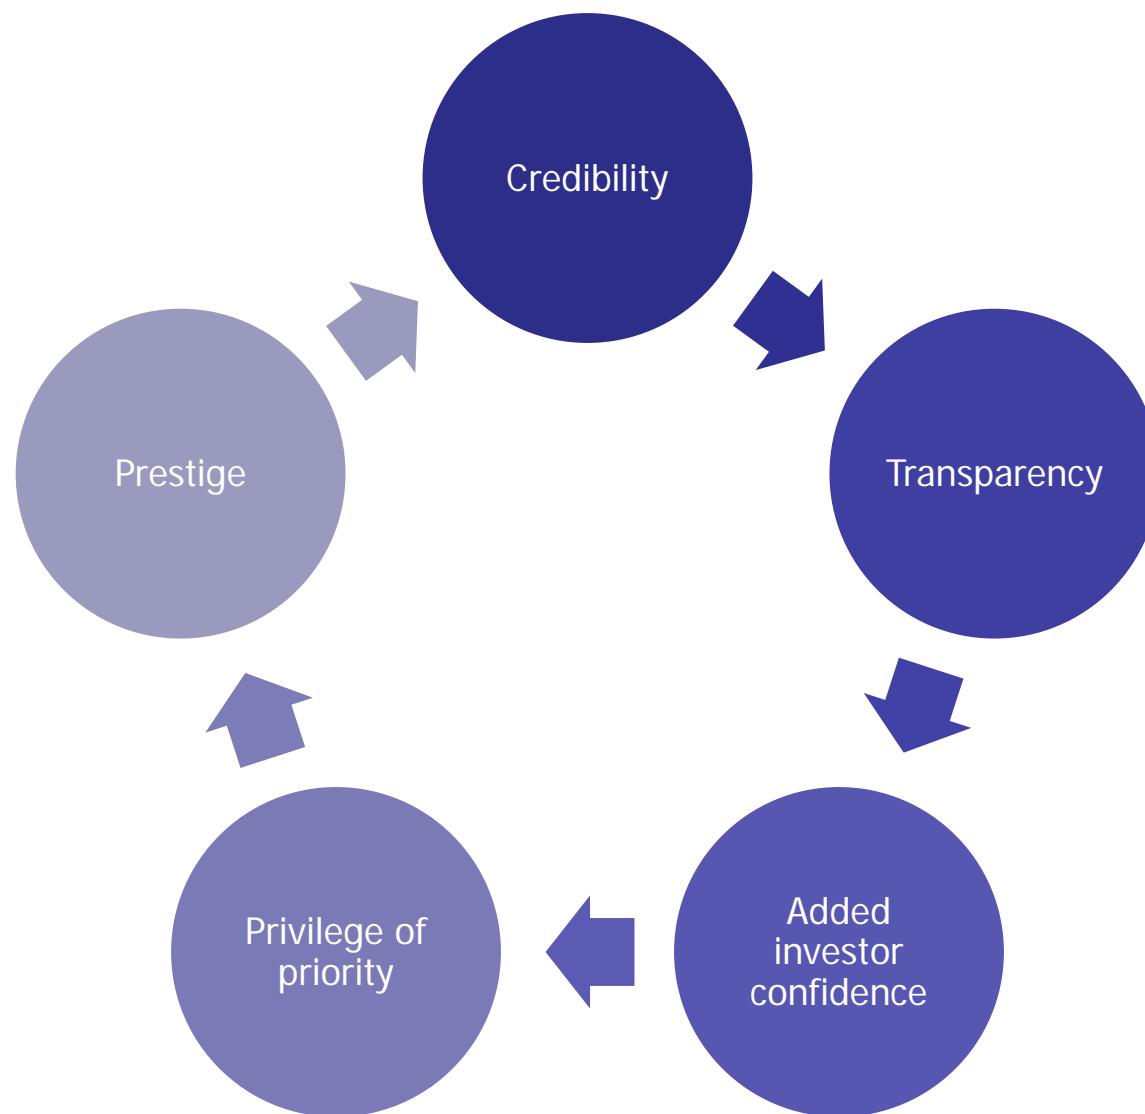 Credibility
Transparency
Added
investor
confidence
Privilege of
priority
Prestige